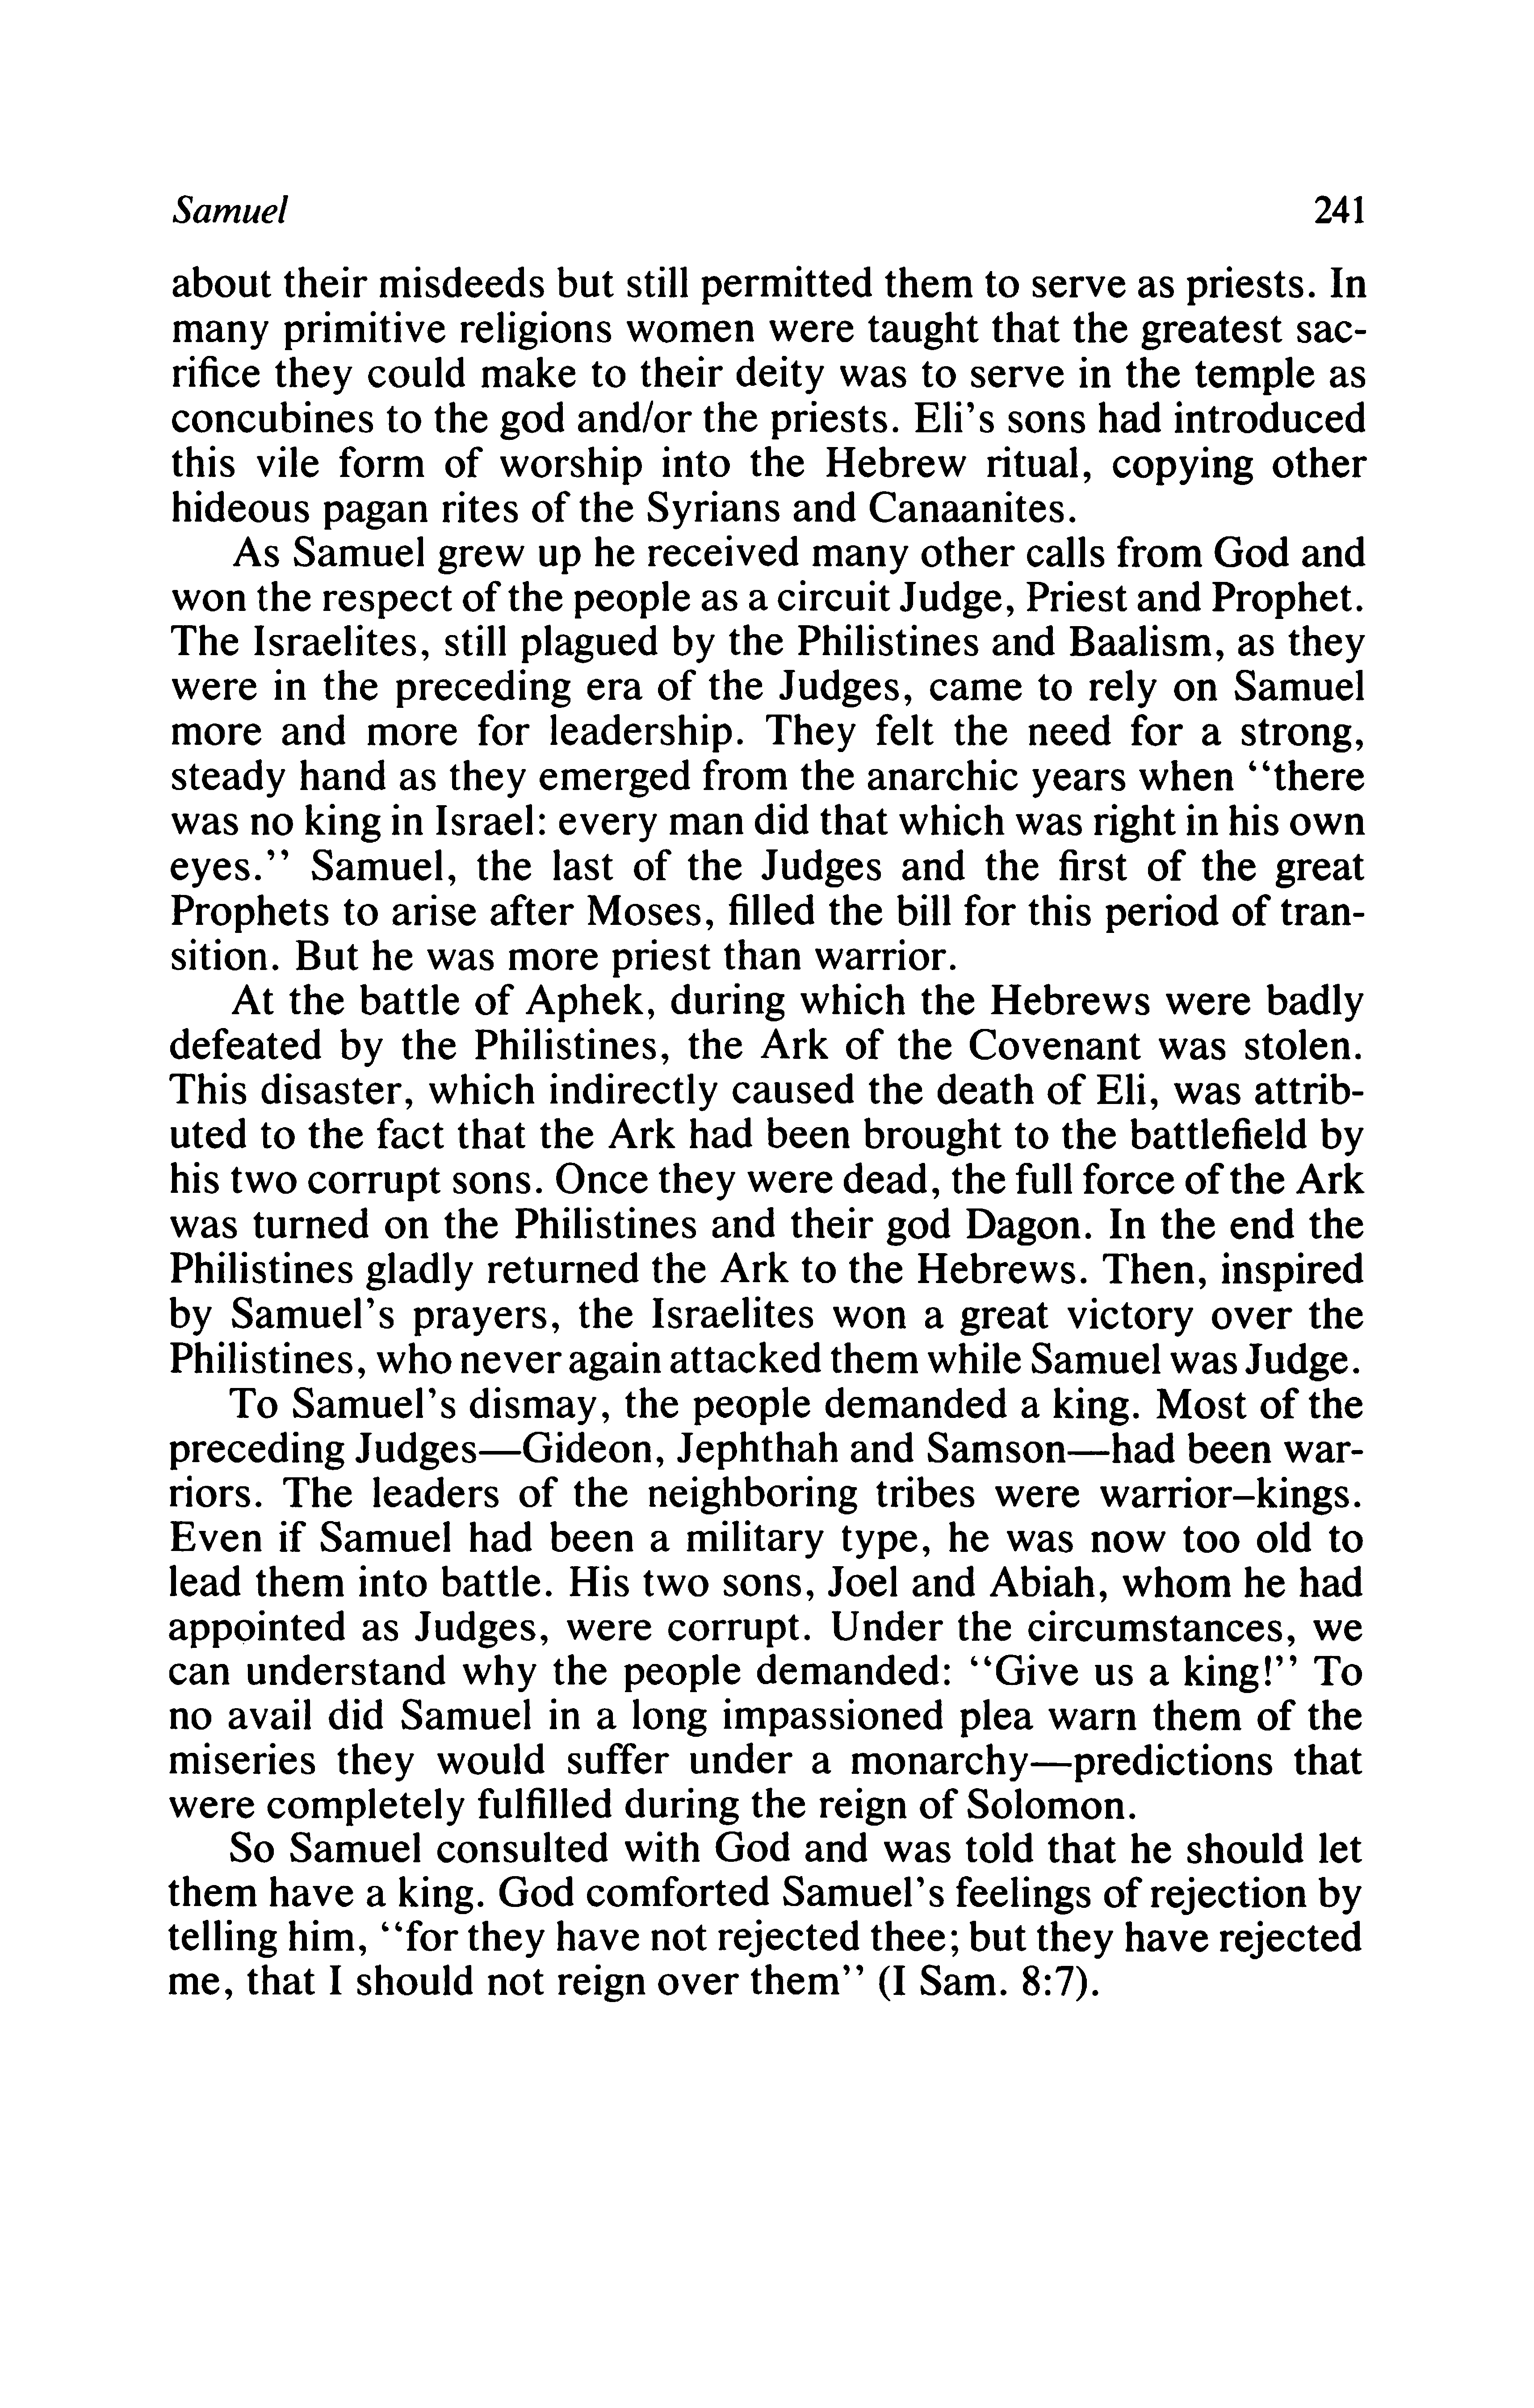 Samuel 241
about their misdeeds but still permitted them to serve as priests. In
many primitive religions women were taught that the greatest sac-
rifice they could make to their deity was to serve in the temple as
concubines to the god and/or the priests. Eli’s sons had introduced
this vile form of worship into the Hebrew ritual, copying other
hideous pagan rites of the Syrians and Canaanites.
As Samuel grew up he received many other calls from God and
won the respect of the people as a circuit Judge, Priest and Prophet.
The Israelites, still plagued by the Philistines and Baalism, as they
were in the preceding era of the Judges, came to rely on Samuel
more and more for leadership. They felt the need for a strong,
steady hand as they emerged from the anarchic years when “there
was no king in Israel: every man did that which was right in his own
eyes.” Samuel, the last of the Judges and the first of the great
Prophets to arise after Moses, filled the bill for this period of tran-
sition. But he was more priest than warrior.
At the battle of Aphek, during which the Hebrews were badly
defeated by the Philistines, the Ark of the Covenant was stolen.
This disaster, which indirectly caused the death of Eli, was attrib-
uted to the fact that the Ark had been brought to the battlefield by
his two corrupt sons. Once they were dead, the full force of the Ark
was turned on the Philistines and their god Dagon. In the end the
Philistines gladly returned the Ark to the Hebrews. Then, inspired
by Samuel’s prayers, the Israelites won a great victory over the
Philistines, who never again attacked them while Samuel was Judge.
To Samuel’s dismay, the people demanded a king. Most of the
preceding Judges—Gideon, Jephthah and Samson—had been war-
riors. The leaders of the neighboring tribes were warrior–kings.
Even if Samuel had been a military type, he was now too old to
lead them into battle. His two sons, Joel and Abiah, whom he had
appointed as Judges, were corrupt. Under the circumstances, we
can understand why the people demanded: “Give us a king!” To
no avail did Samuel in a long impassioned plea warn them of the
miseries they would suffer under a monarchy—predictions that
were completely fulfilled during the reign of Solomon.
So Samuel consulted with God and was told that he should let
them have a king. God comforted Samuel’s feelings of rejection by
telling him, “for they have not rejected thee; but they have rejected
me, that I should not reign over them” (I Sam. 8:7).